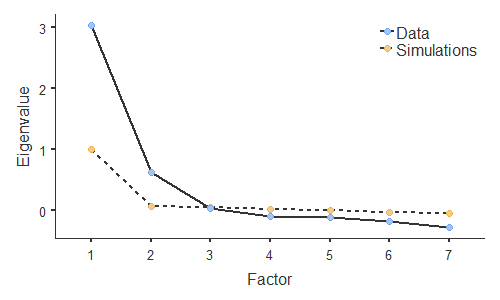 Data
Simulations
Eigenvalue
3
2
1
0
1 2 3 4 5 6 7
Factor